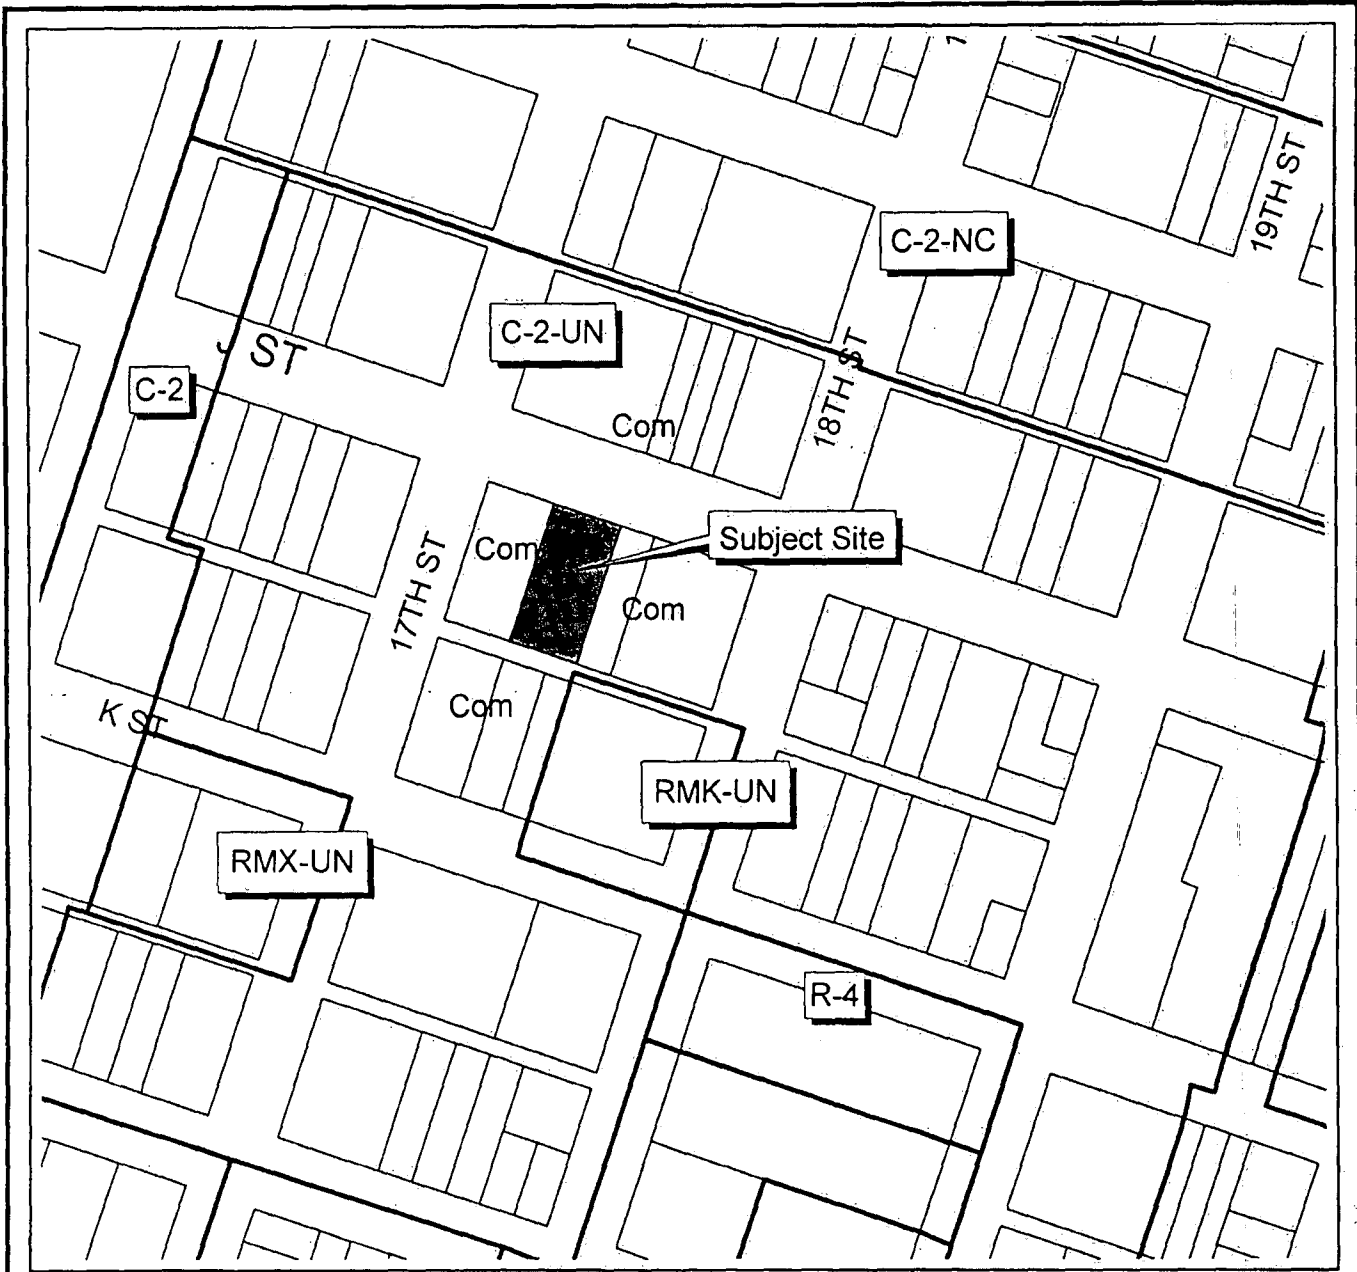 19TH ST
C-2-NC
C-2-UN
J ST
C-2
18TH ST
Com
Subject Site
Com
17TH ST
Com
Com
K ST
RMK-UN
RMX-UN
R-4